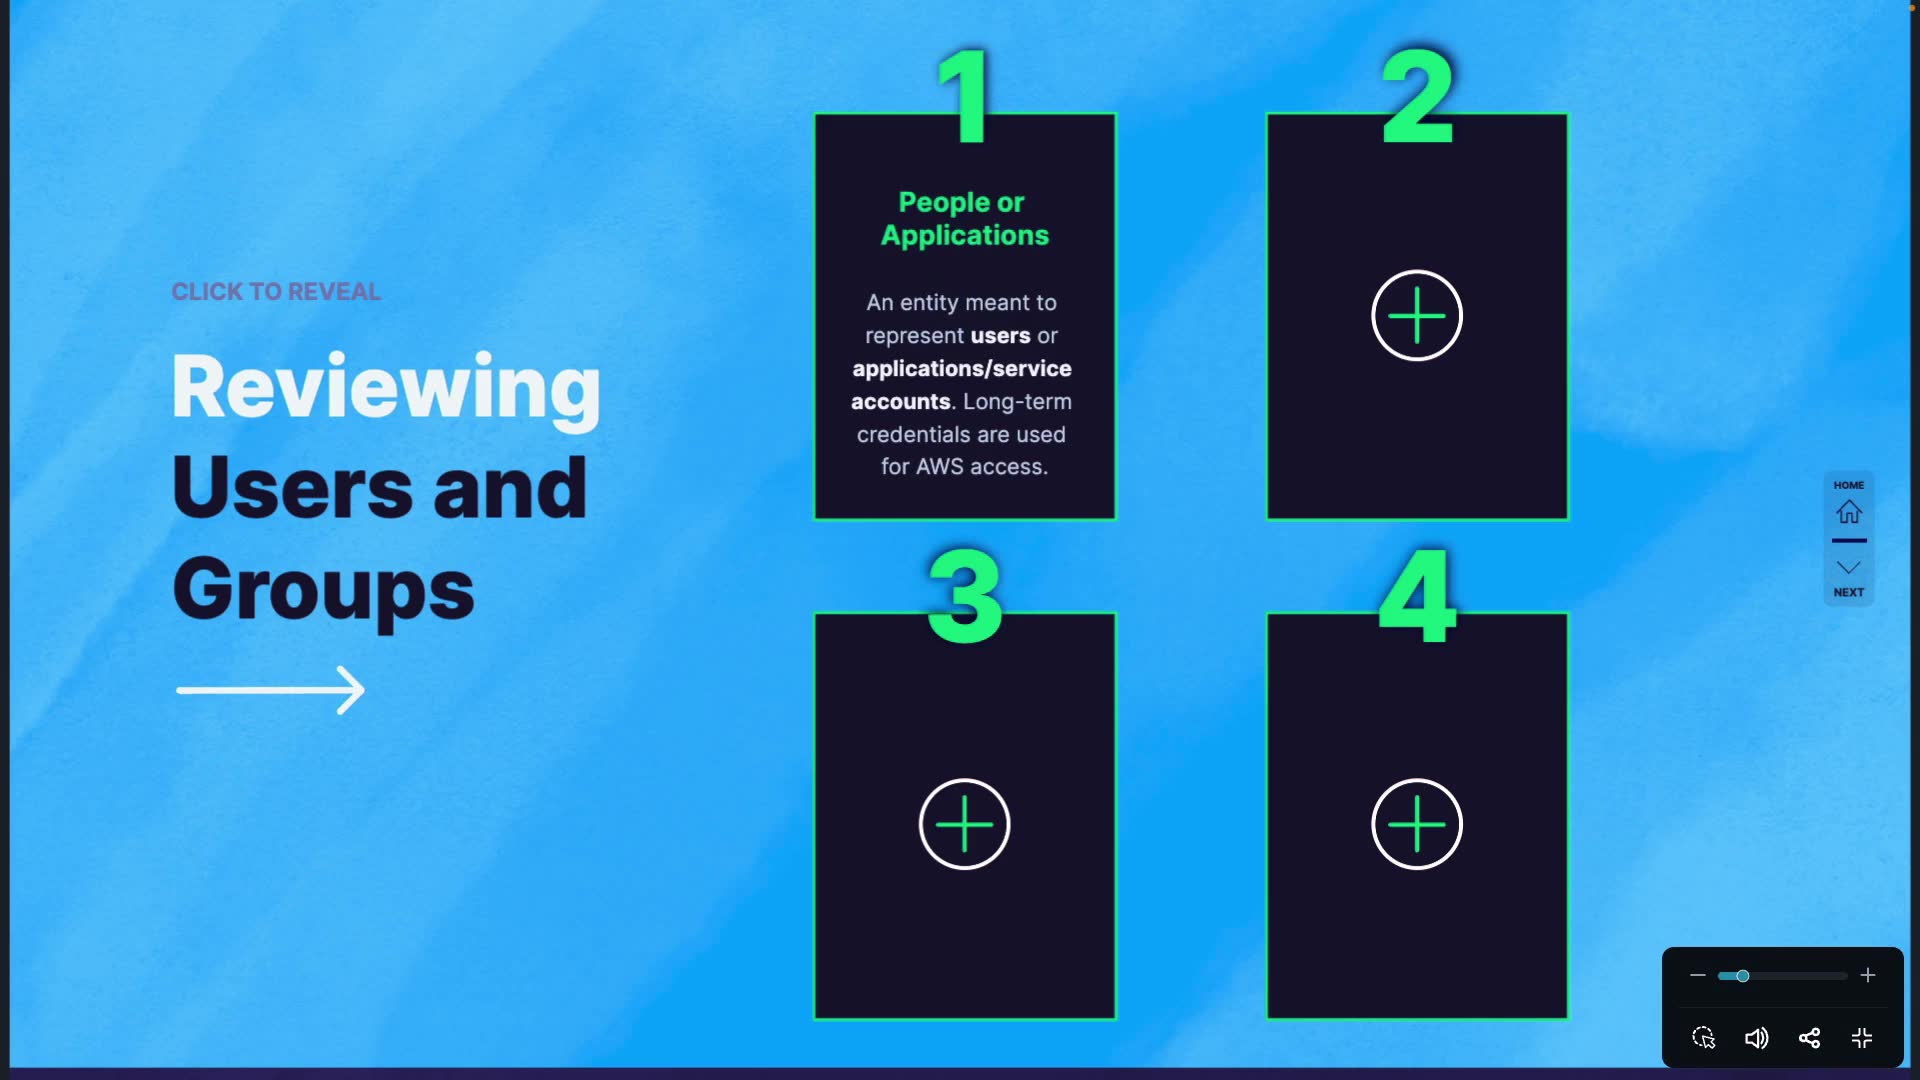 CLICK TO REVEAL
Reviewing
Users and
Groups
1
People or
Applications
An entity meant to
represent users or
applications/service
accounts. Long-term
credentials are used
for AWS access.
2
3
4
HOME
NEXT